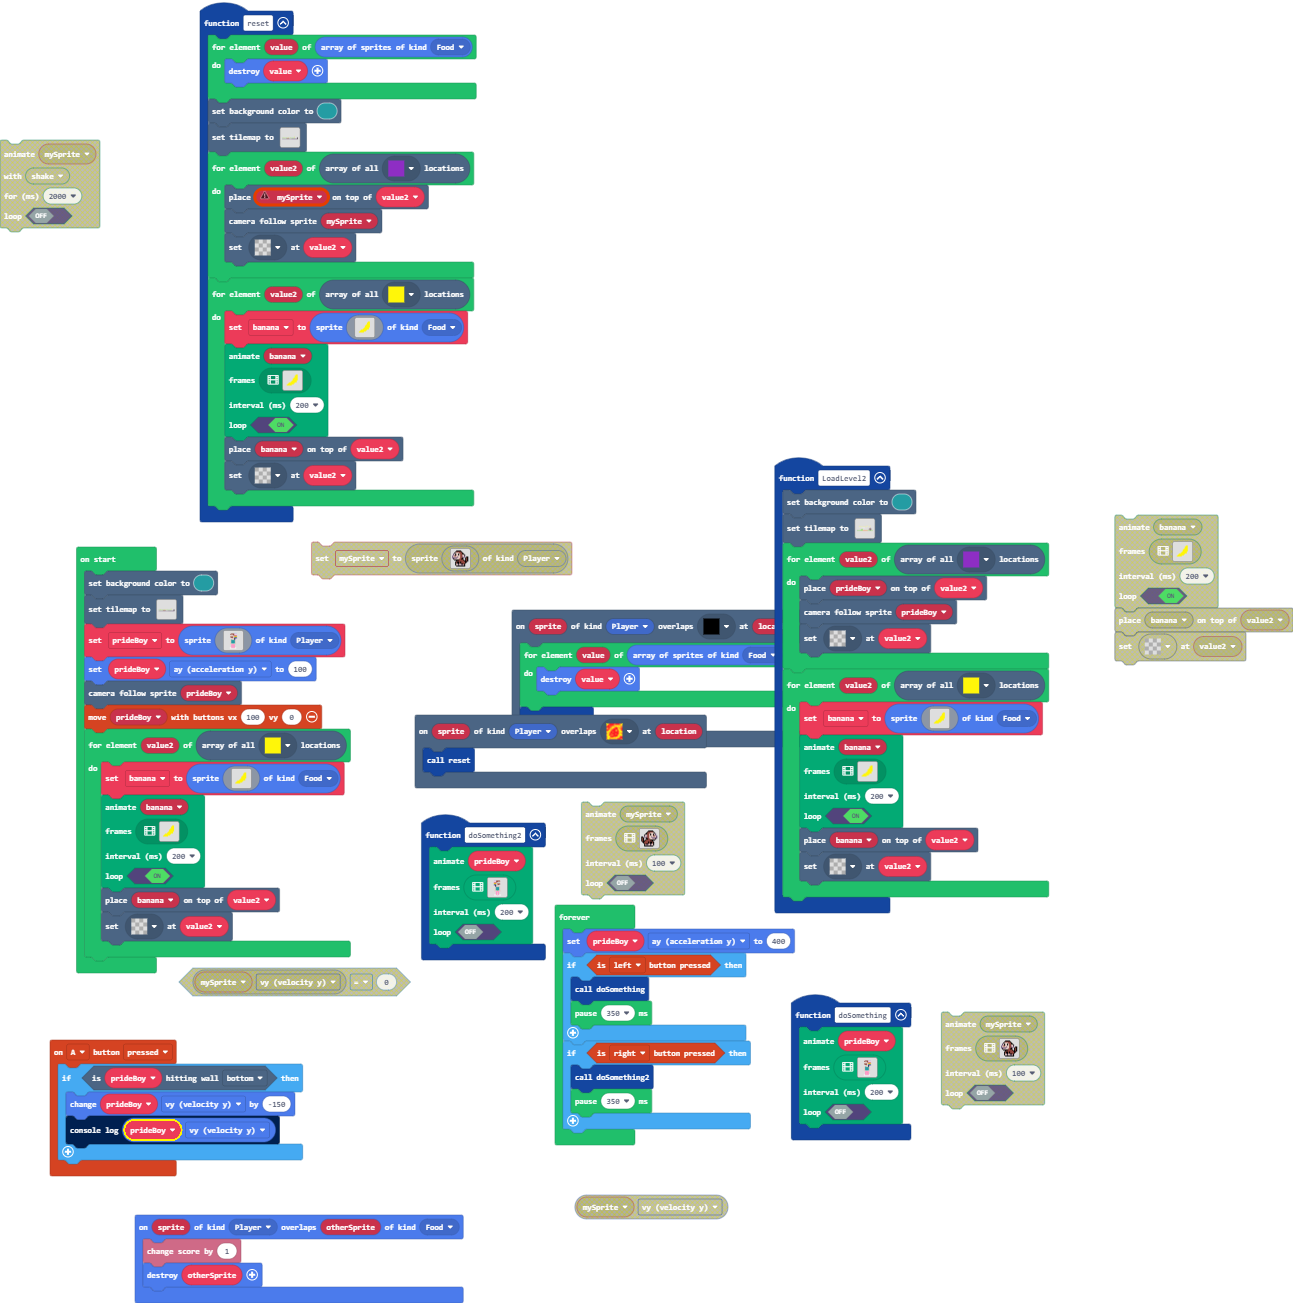 function reset
for element value of array of sprites of kind Food
do
destroy value
set background color to
set tilemap to
for element value2 of array of all locations
do
place mySprite on top of value2
camera follow sprite mySprite
set at value2
for element value2 of array of all locations
do
set banana to sprite of kind Food
animate banana
frames
interval (ms) 200
loop ON
place banana on top of value2
set at value2
animate mySprite
with shake
for (ms) 2000
loop OFF
set mySprite to sprite of kind Player
on start
set background color to
set tilemap to
set prideBoy to sprite of kind Player
set prideBoy ay (acceleration y) to 100
camera follow sprite prideBoy
move prideBoy with buttons vx 100 vy 0
for element value2 of array of all locations
do
set banana to sprite of kind Food
animate banana
frames
interval (ms) 200
loop ON
place banana on top of value2
set at value2
mySprite vy (velocity y) = 0
on sprite of kind Player overlaps at loca
for element value of array of sprites of kind Food
do
destroy value
on sprite of kind Player overlaps at location
call reset
function LoadLevel2
set background color to
set tilemap to
for element value2 of array of all locations
do
place prideBoy on top of value2
camera follow sprite prideBoy
set at value2
for element value2 of array of all locations
do
set banana to sprite of kind Food
animate banana
frames
interval (ms) 200
loop ON
place banana on top of value2
set at value2
animate banana
frames
interval (ms) 200
loop ON
place banana on top of value2
set at value2
function doSomething2
animate prideBoy
frames
interval (ms) 200
loop OFF
animate mySprite
frames
interval (ms) 100
loop OFF
forever
set prideBoy ay (acceleration y) to 400
if is left button pressed then
call doSomething
pause 350 ms
if is right button pressed then
call doSomething2
pause 350 ms
function doSomething
animate prideBoy
frames
interval (ms) 200
loop OFF
animate mySprite
frames
interval (ms) 100
loop OFF
on A button pressed
if is prideBoy hitting wall bottom then
change prideBoy vy (velocity y) by -150
console log prideBoy vy (velocity y)
mySprite vy (velocity y)
on sprite of kind Player overlaps otherSprite of kind Food
change score by 1
destroy otherSprite